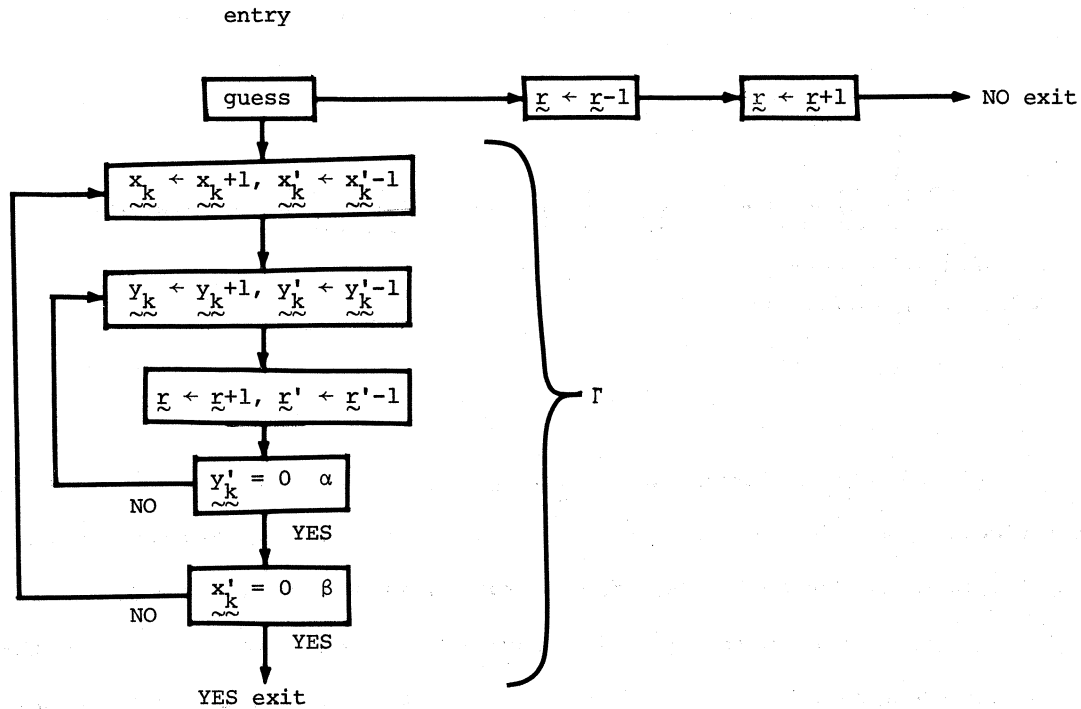 entry
guess
r ← r-1
r ← r+1
NO exit
x_k ← x_k+1, x'_k ← x'_k-1
y_k ← y_k+1, y'_k ← y'_k-1
r ← r+1, r' ← r'-1
Γ
y'_k = 0 α
NO
YES
x'_k = 0 β
NO
YES
YES exit